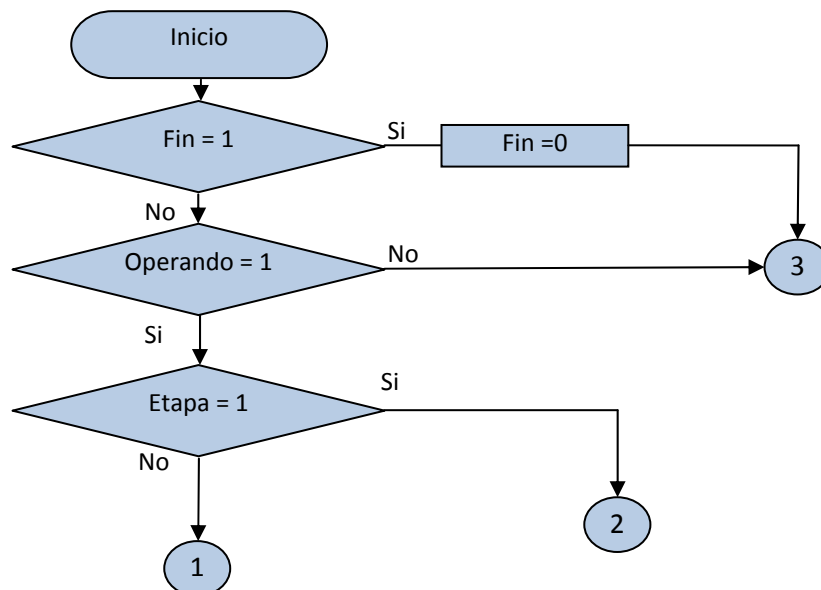 Inicio
Fin = 1
Si
Fin =0
No
Operando = 1
No
3
Si
Etapa = 1
Si
No
2
1